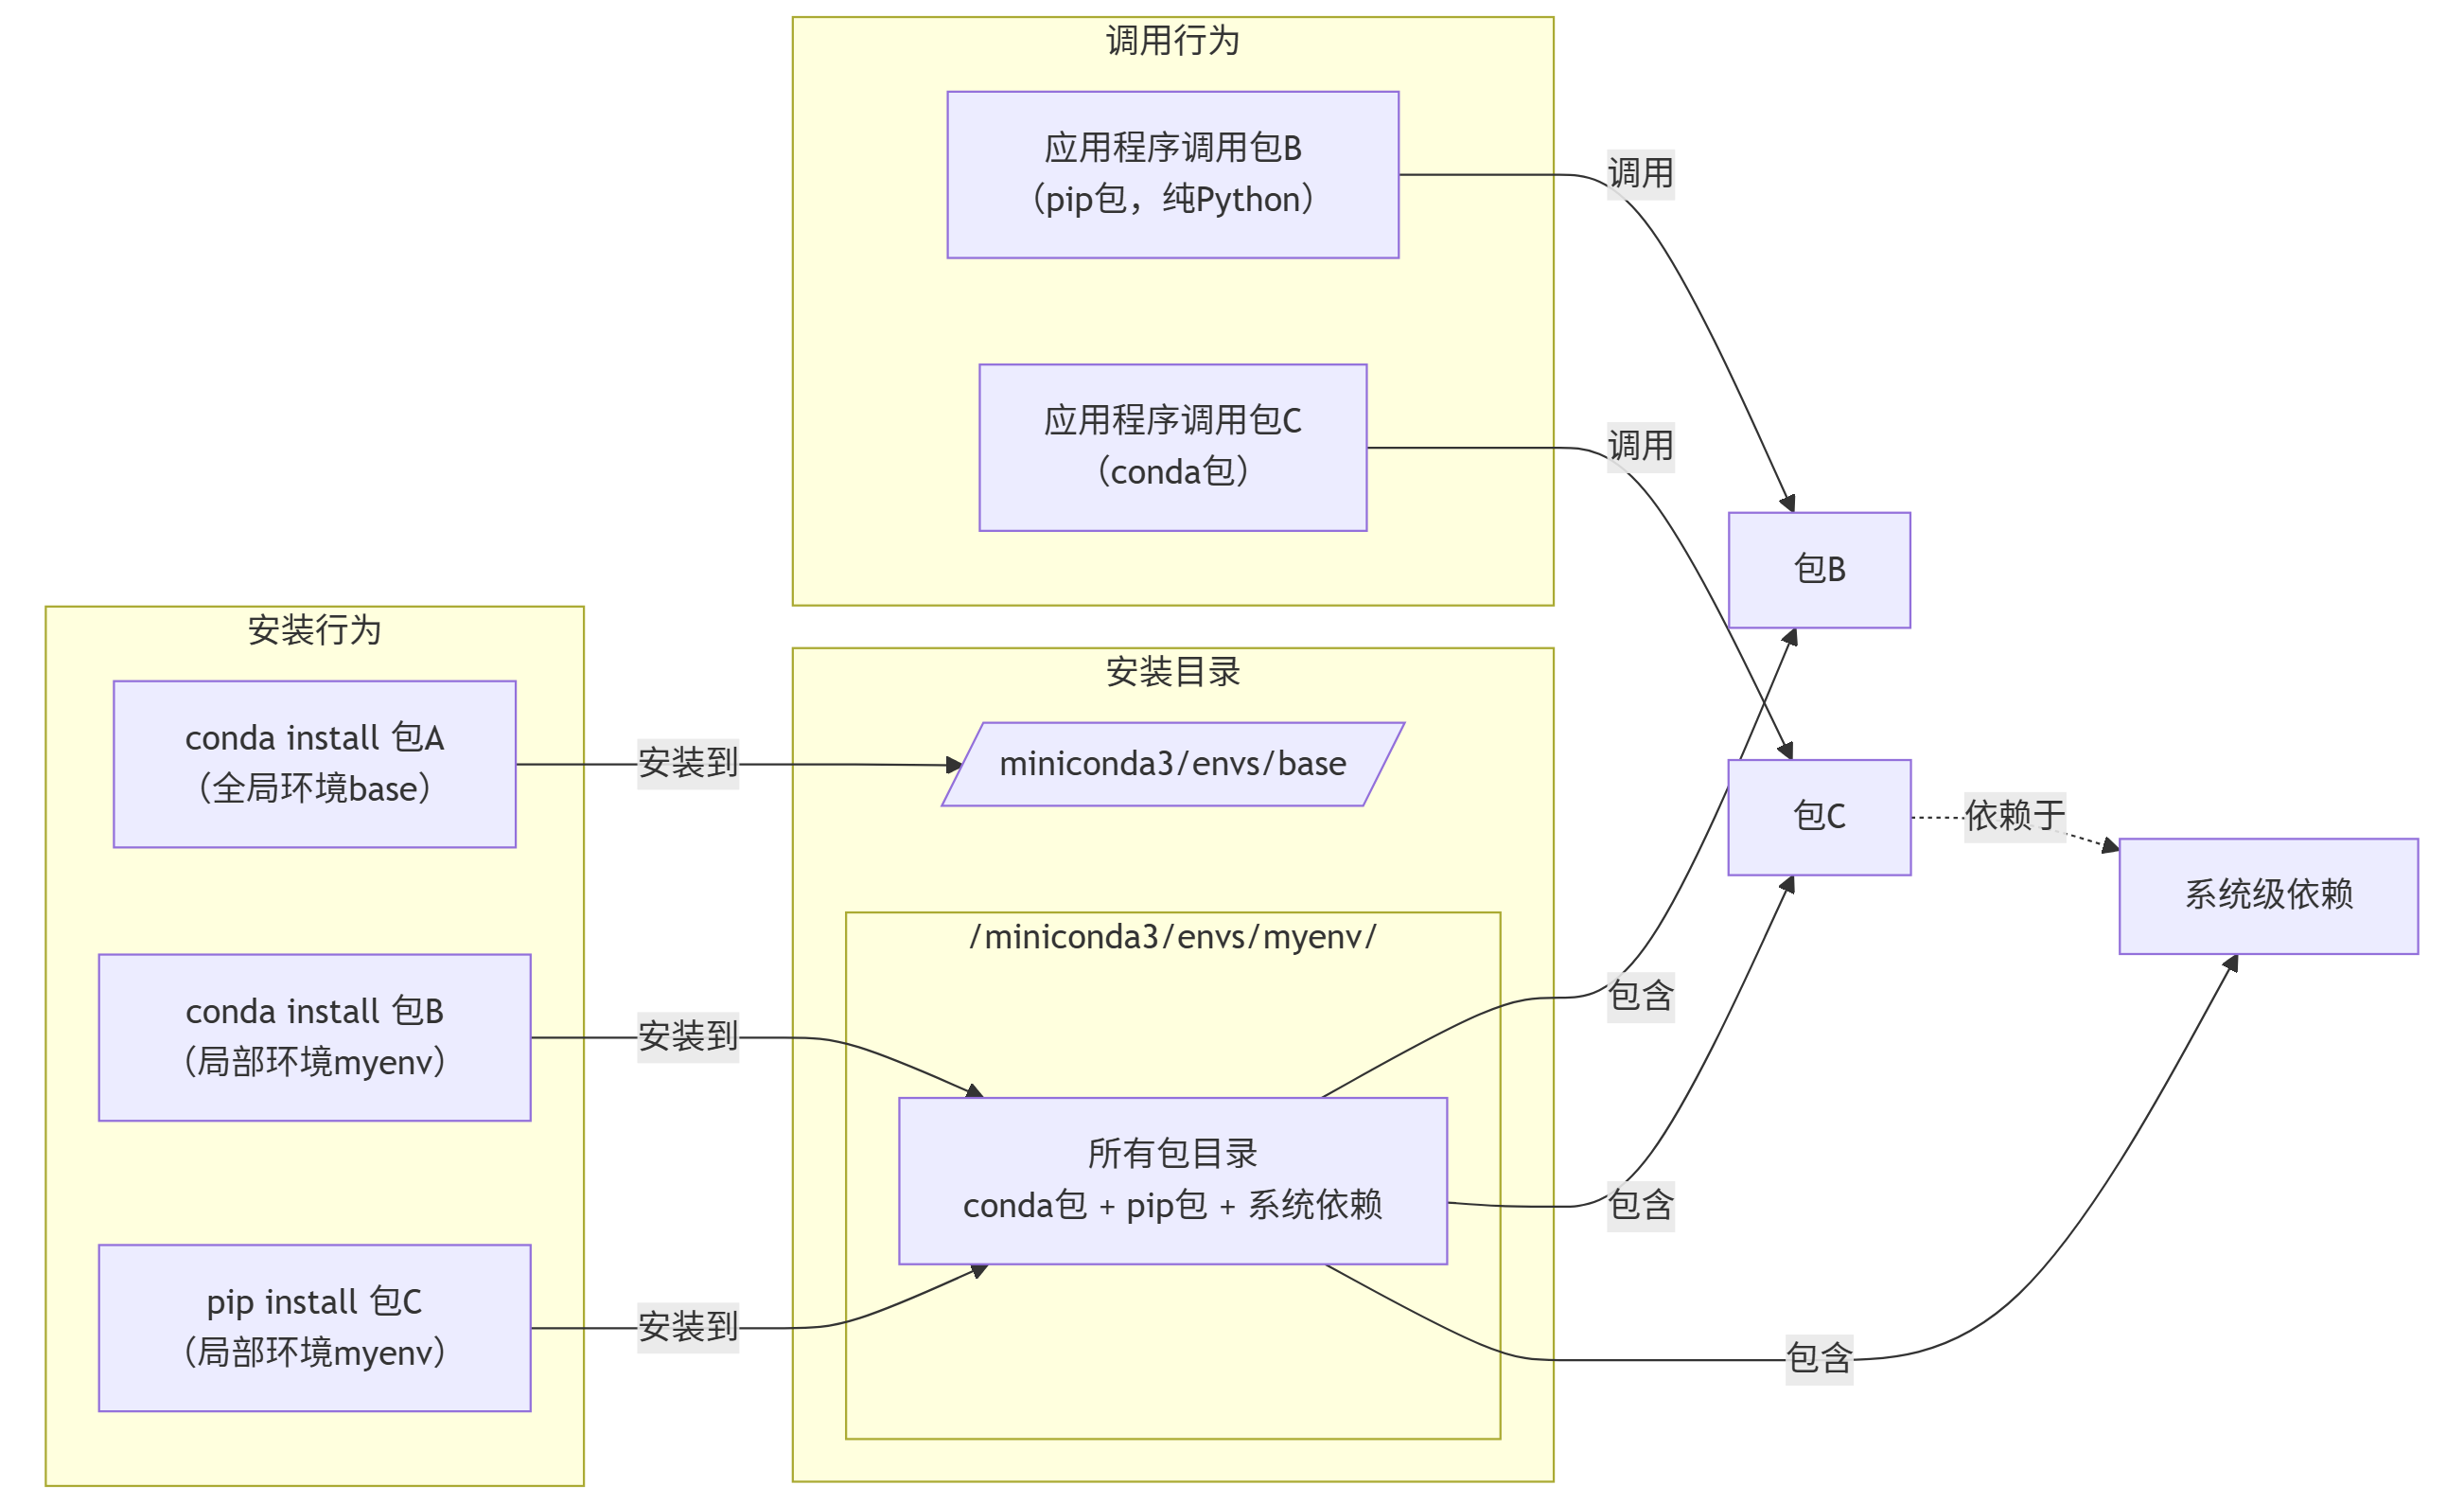 调用行为
应用程序调用包B
（pip包，纯Python）
调用
应用程序调用包C
（conda包）
调用
包B
安装行为
安装目录
conda install 包A
（全局环境base）
安装到
miniconda3/envs/base
包C
依赖于
系统级依赖
/miniconda3/envs/myenv/
conda install 包B
（局部环境myenv）
安装到
包含
所有包目录
conda包 + pip包 + 系统依赖
包含
pip install 包C
（局部环境myenv）
安装到
包含